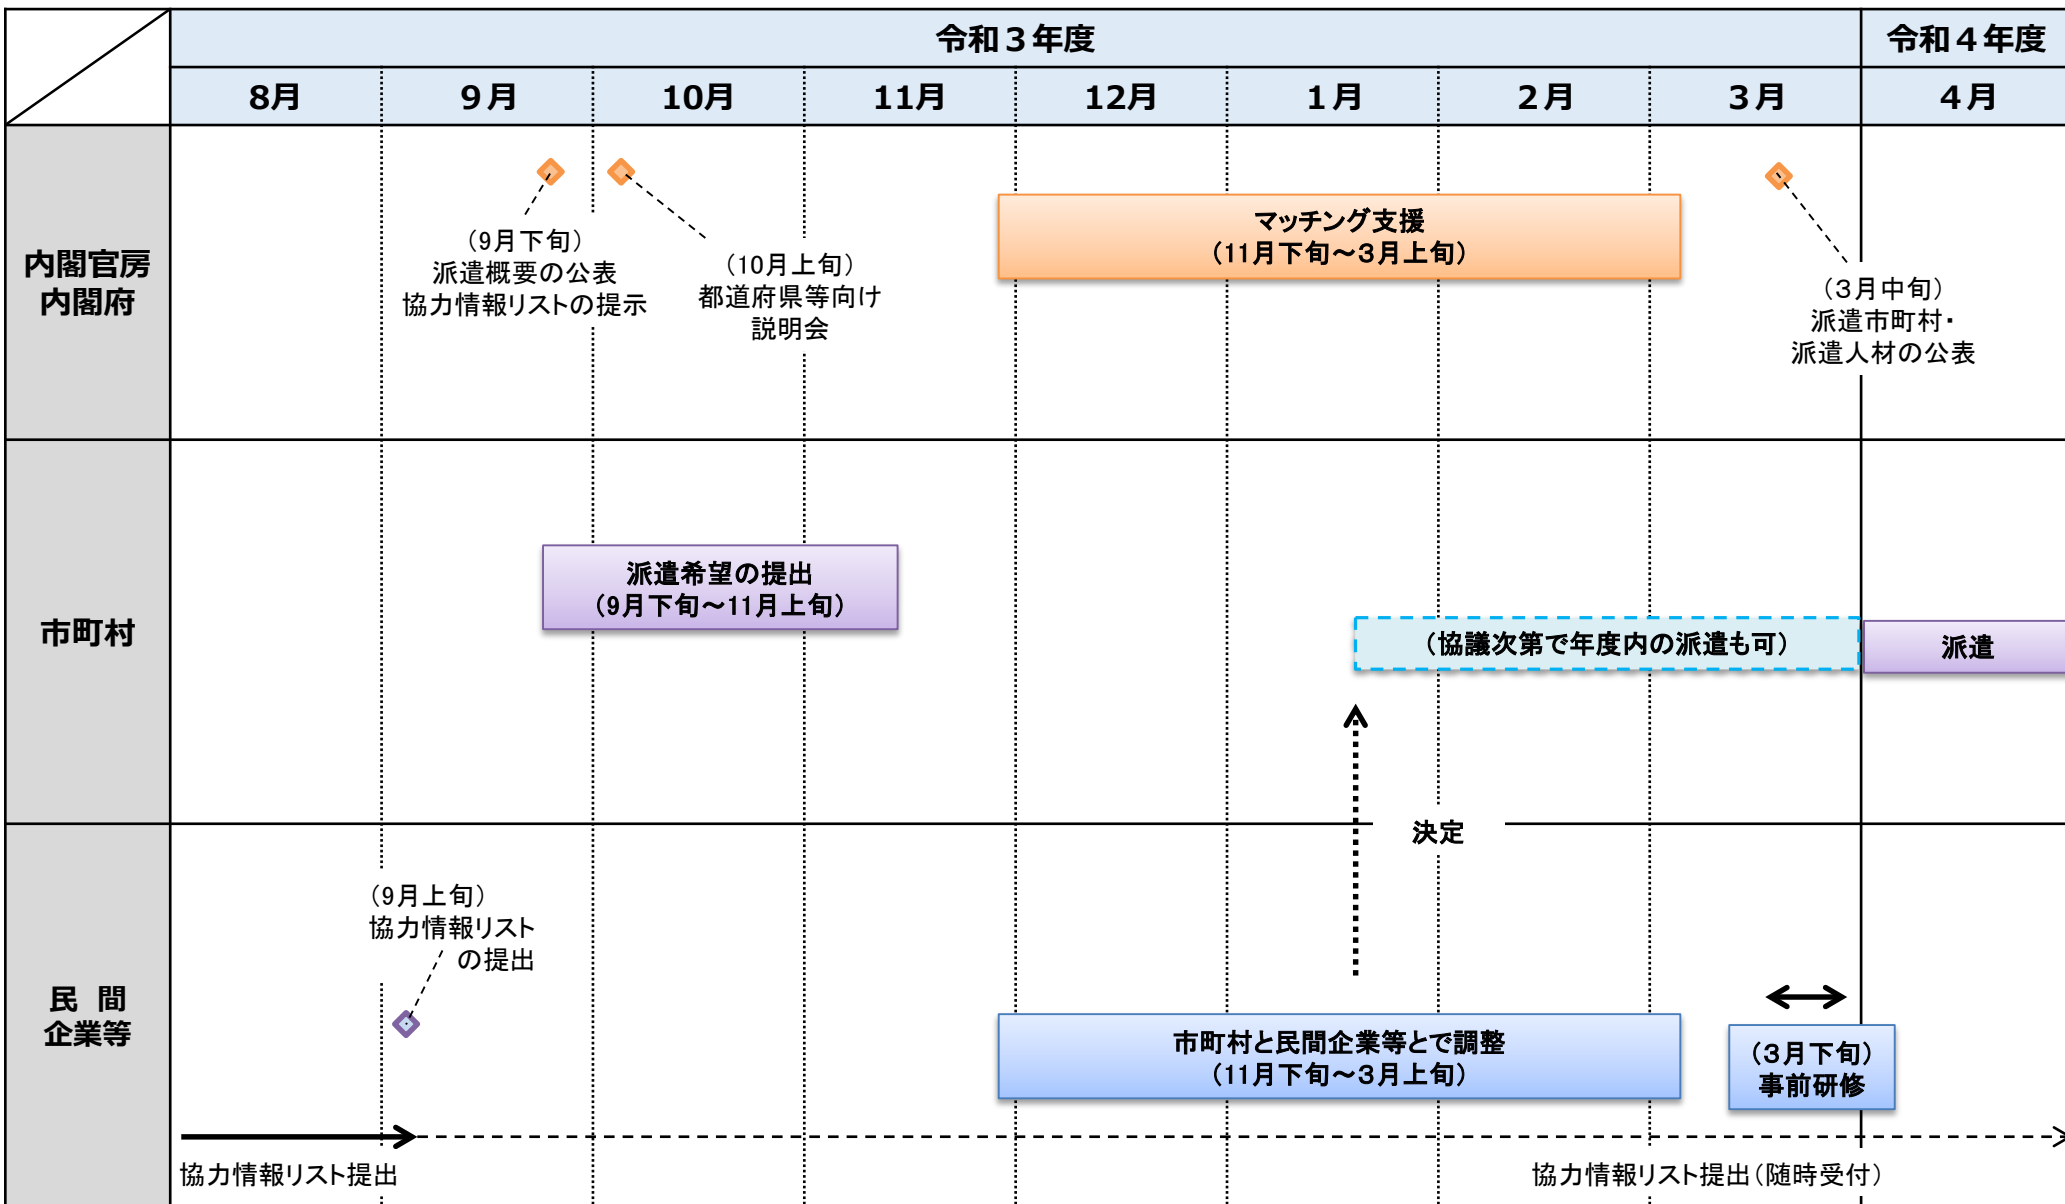 令和３年度
令和４年度
8月
９月
10月
11月
12月
１月
２月
３月
４月
内閣官房
内閣府
（9月下旬）
派遣概要の公表
協力情報リストの提示
（10月上旬）
都道府県等向け
説明会
マッチング支援
（11月下旬～３月上旬）
（３月中旬）
派遣市町村・
派遣人材の公表
市町村
派遣希望の提出
（9月下旬～11月上旬）
（協議次第で年度内の派遣も可）
派遣
決定
民　間
企業等
（9月上旬）
協力情報リスト
の提出
市町村と民間企業等とで調整
（11月下旬～３月上旬）
（３月下旬）
事前研修
協力情報リスト提出
協力情報リスト提出（随時受付）